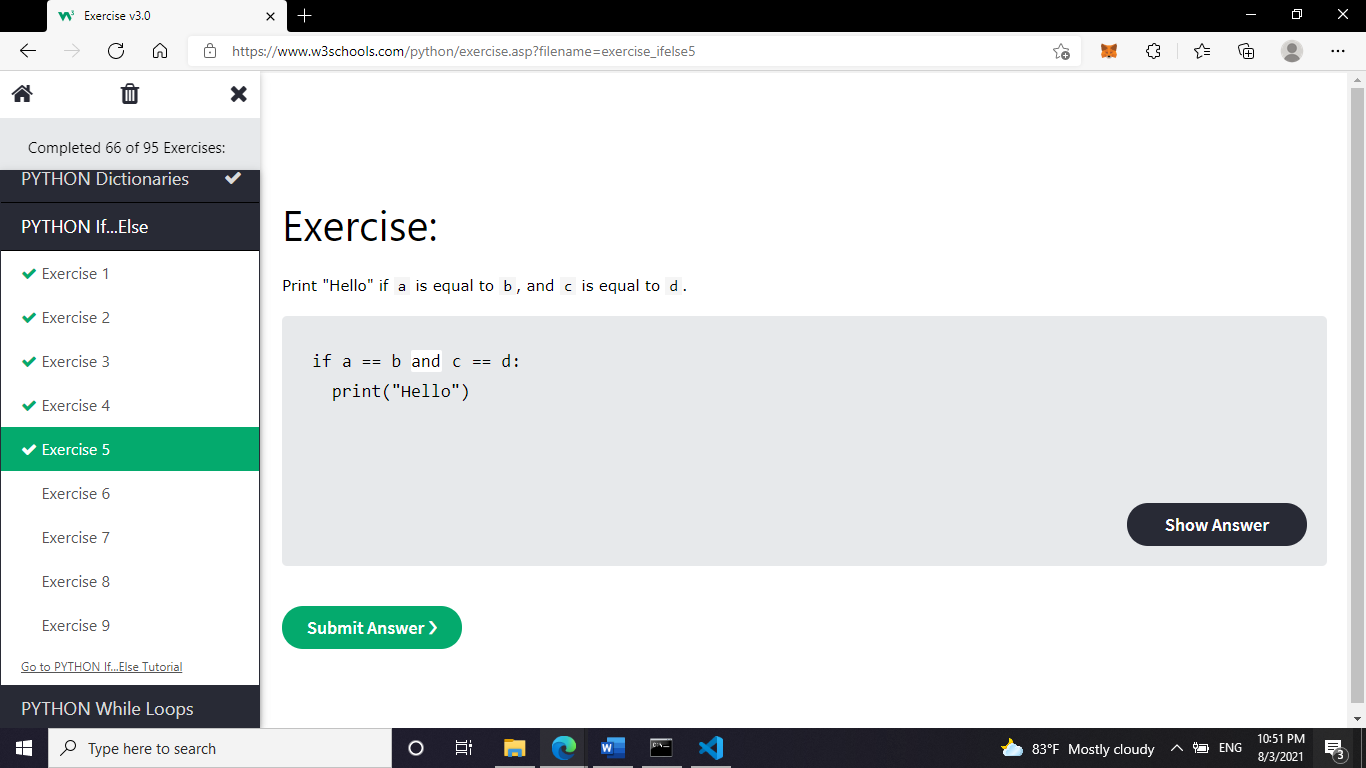 Exercise v3.0
https://www.w3schools.com/python/exercise.asp?filename=exercise_ifelse5
Completed 66 of 95 Exercises:
PYTHON Dictionaries
PYTHON If...Else
Exercise 1
Exercise 2
Exercise 3
Exercise 4
Exercise 5
Exercise 6
Exercise 7
Exercise 8
Exercise 9
Go to PYTHON If...Else Tutorial
PYTHON While Loops
Exercise:
Print "Hello" if a is equal to b, and c is equal to d.
if a == b and c == d:
  print("Hello")
Show Answer
Submit Answer ❯
Type here to search
83°F Mostly cloudy
ENG
10:51 PM
8/3/2021
3